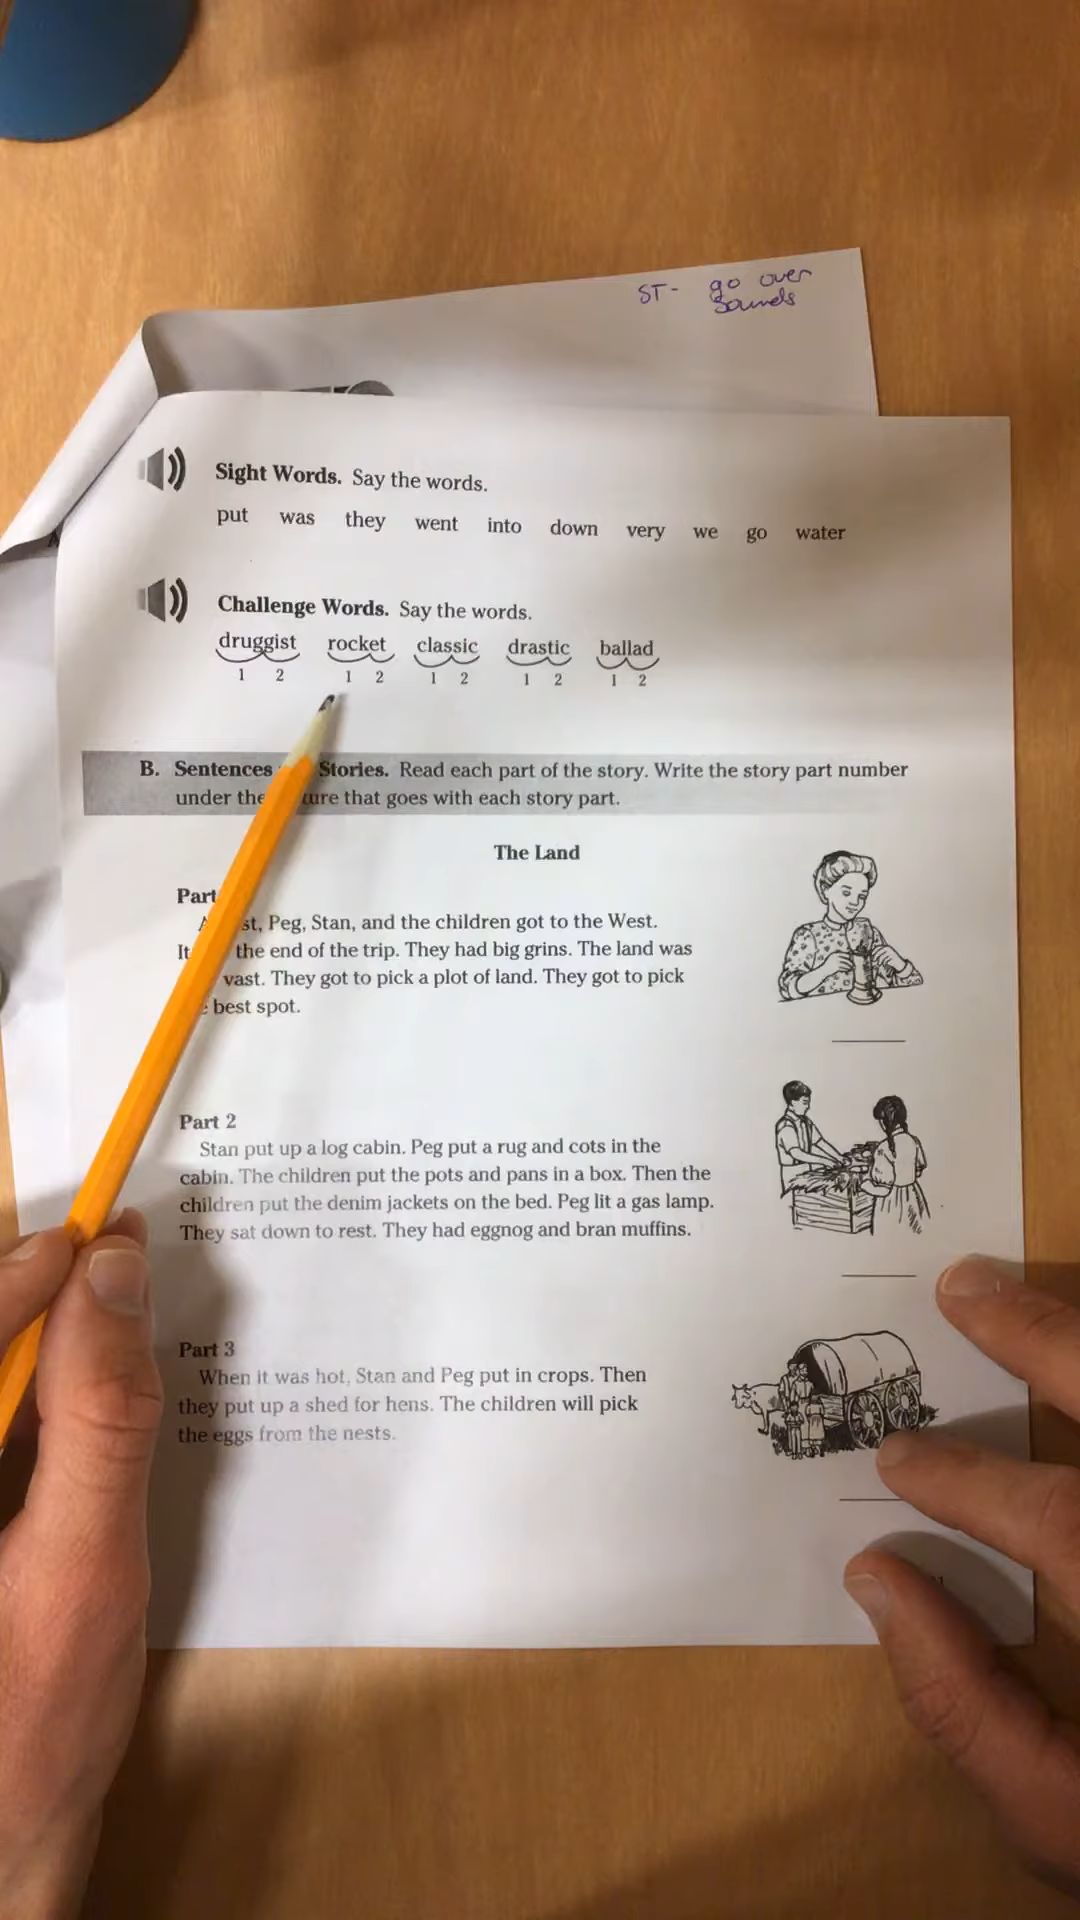 ST- go over
sounds
Sight Words. Say the words.
put was they went into down very we go water
Challenge Words. Say the words.
druggist rocket classic drastic ballad
1 2 1 2 1 2 1 2 1 2
B. Sentences Stories. Read each part of the story. Write the story part number
under the that goes with each story part.
The Land
Part
Peg, Stan, and the children got to the West.
It the end of the trip. They had big grins. The land was
vast. They got to pick a plot of land. They got to pick
best spot.
Part 2
Stan put up a log cabin. Peg put a rug and cots in the
cabin. The children put the pots and pans in a box. Then the
children put the denim jackets on the bed. Peg lit a gas lamp.
They sat down to rest. They had eggnog and bran muffins.
Part 3
When it was hot, Stan and Peg put in crops. Then
they put up a shed for hens. The children will pick
the eggs from the nests.